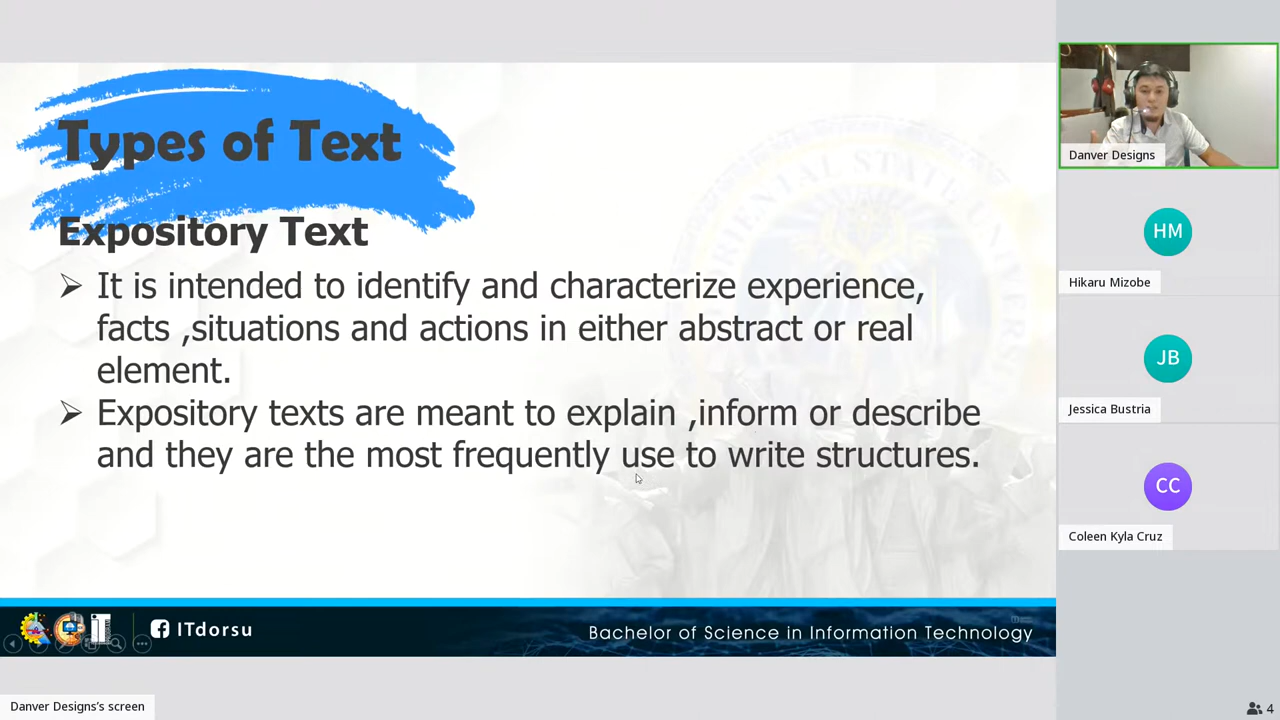 Types of Text
Expository Text
It is intended to identify and characterize experience,
facts ,situations and actions in either abstract or real
element.
Expository texts are meant to explain ,inform or describe
and they are the most frequently use to write structures.
ITdorsu
Bachelor of Science in Information Technology
Danver Designs's screen
Danver Designs
HM
Hikaru Mizobe
JB
Jessica Bustria
CC
Coleen Kyla Cruz
4